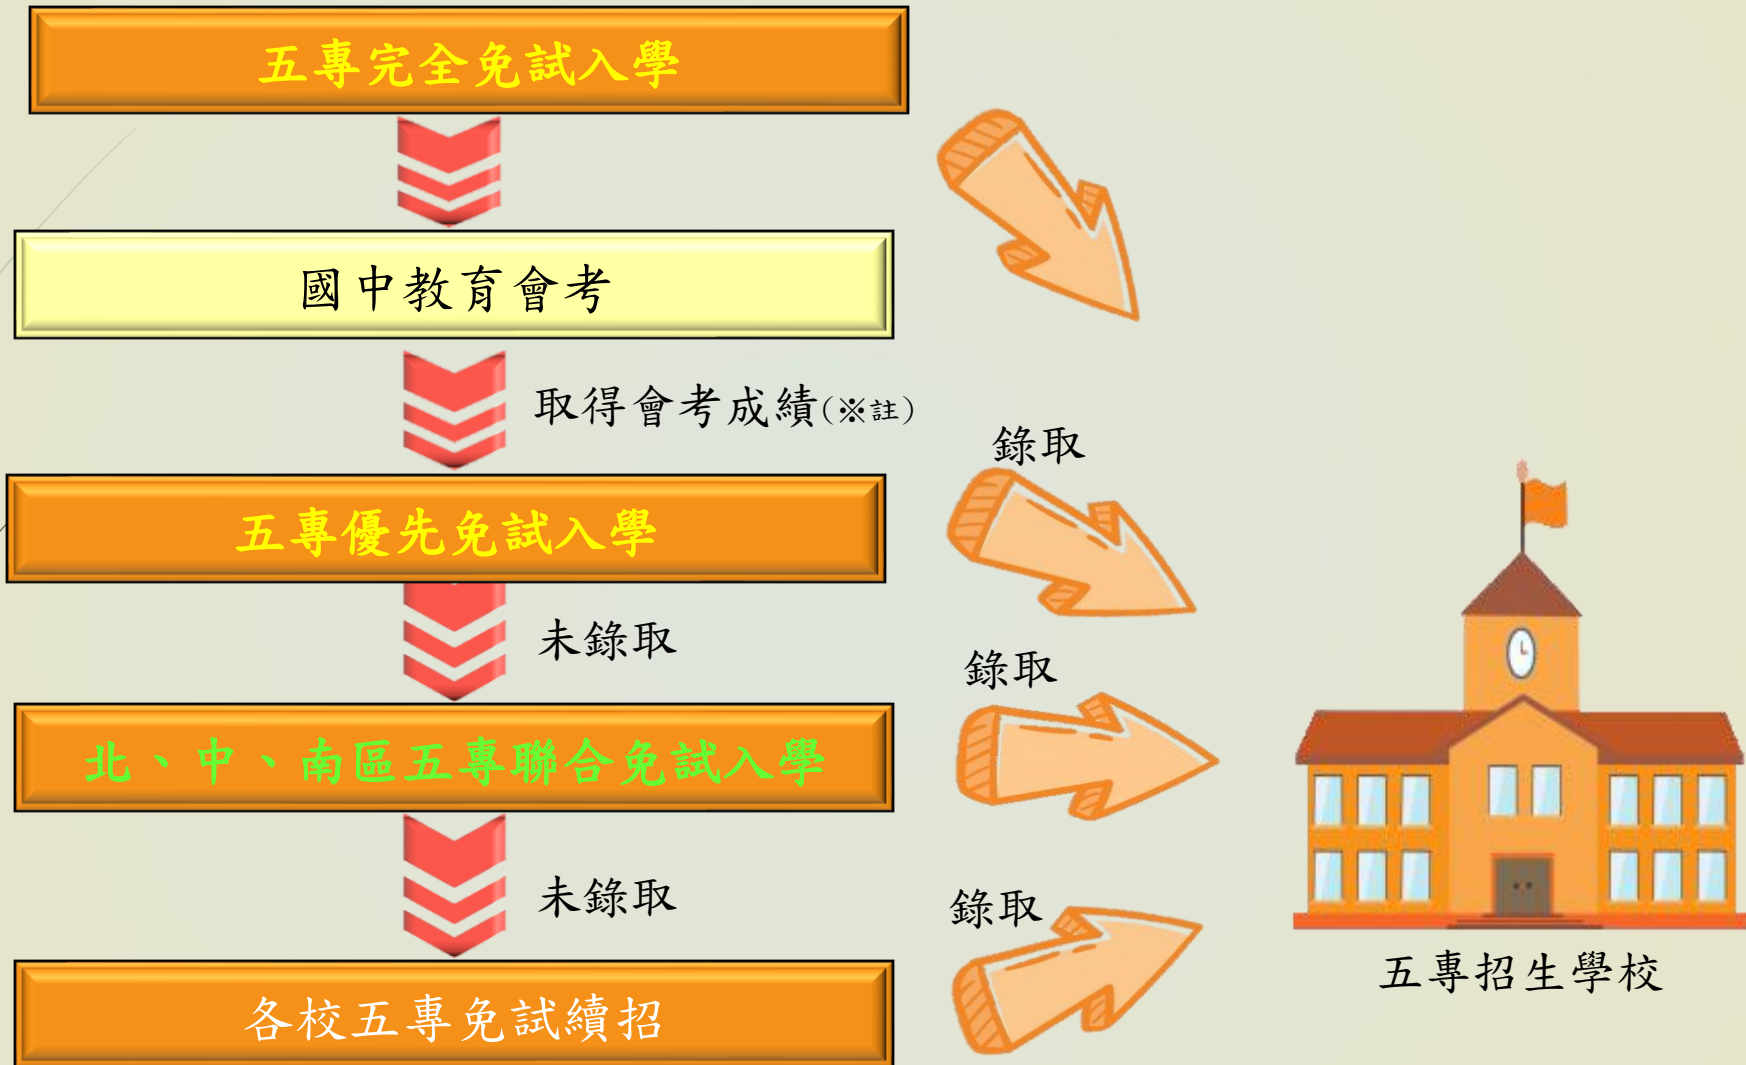 五專完全免試入學
國中教育會考
取得會考成績(※註)
錄取
五專優先免試入學
未錄取
錄取
北、中、南區五專聯合免試入學
未錄取
錄取
五專招生學校
各校五專免試續招